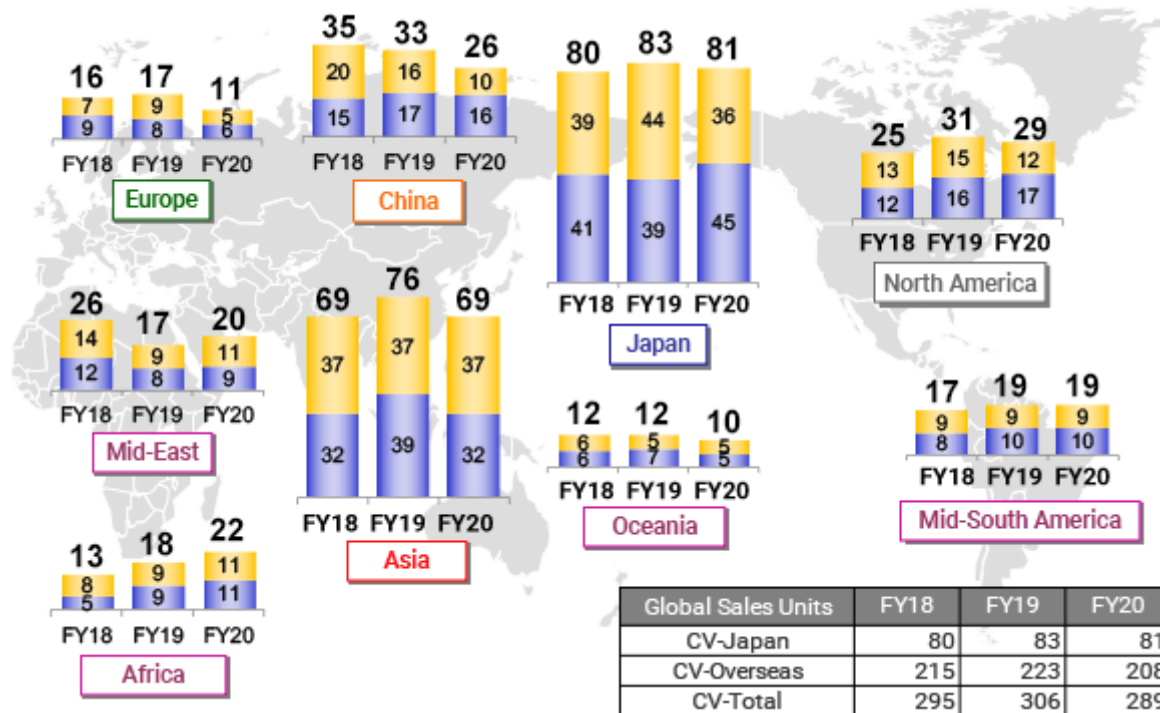 16 17 11
7 9 5
9 8 6
FY18 FY19 FY20
Europe
35 33 26
20 16 10
15 17 16
FY18 FY19 FY20
China
80 83 81
39 44 36
41 39 45
FY18 FY19 FY20
Japan
25 31 29
13 15 12
12 16 17
FY18 FY19 FY20
North America
26 17 20
14 9 11
12 8 9
FY18 FY19 FY20
Mid-East
69 76 69
37 37 37
32 39 32
FY18 FY19 FY20
Asia
12 12 10
6 5 5
6 7 5
FY18 FY19 FY20
Oceania
17 19 19
9 9 9
8 10 10
FY18 FY19 FY20
Mid-South America
13 18 22
8 9 11
5 9 11
FY18 FY19 FY20
Africa
Global Sales Units FY18 FY19 FY20
CV-Japan 80 83 81
CV-Overseas 215 223 208
CV-Total 295 306 289